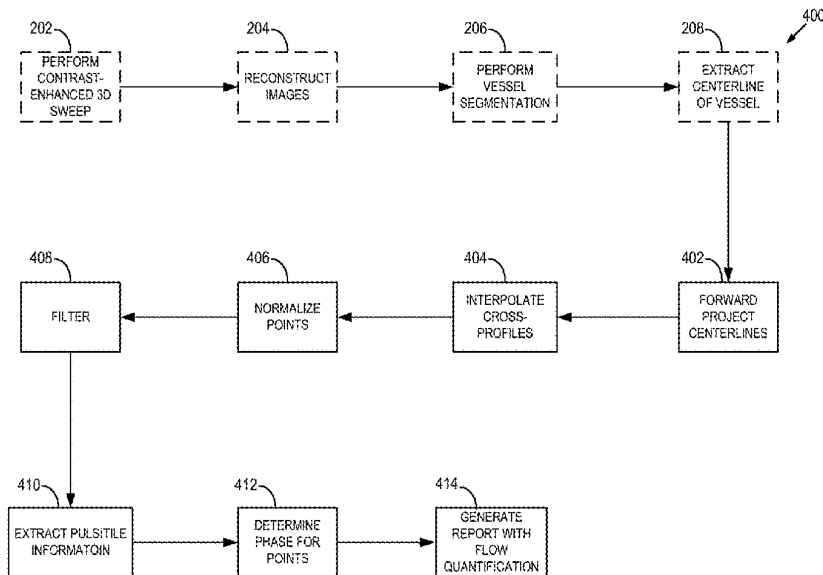 400
202
PERFORM
CONTRAST-
ENHANCED 3D
SWEEP
204
RECONSTRUCT
IMAGES
206
PERFORM
VESSEL
SEGMENTATION
208
EXTRACT
CENTERLINE
OF VESSEL
402
FORWARD
PROJECT
CENTERLINES
404
INTERPOLATE
CROSS-
PROFILES
406
NORMALIZE
POINTS
408
FILTER
410
EXTRACT PULSITILE
INFORMATOIN
412
DETERMINE
PHASE FOR
POINTS
414
GENERATE
REPORT WITH
FLOW
QUANTIFICATION